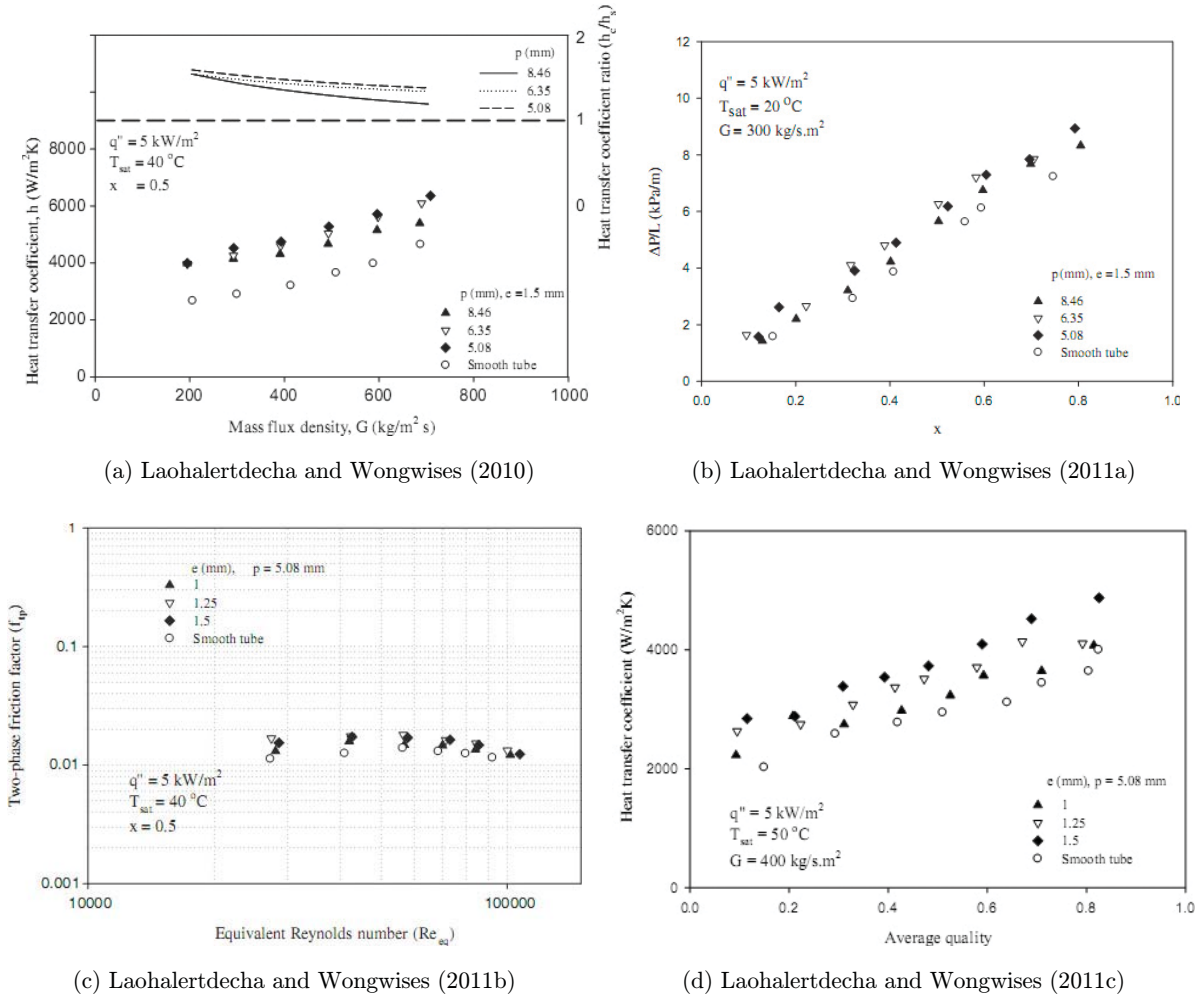 2
p (mm)
8.46
6.35
5.08
1
0
Heat transfer coefficient ratio (h_c/h_s)
q" = 5 kW/m²
T_sat = 40 °C
x = 0.5
8000
6000
4000
2000
0
Heat transfer coefficient, h (W/m²K)
p (mm), e =1.5 mm
8.46
6.35
5.08
Smooth tube
0 200 400 600 800 1000
Mass flux density, G (kg/m² s)
(a) Laohalertdecha and Wongwises (2010)
12
10
8
6
4
2
0
ΔP/L (kPa/m)
q" = 5 kW/m²
T_sat = 20 °C
G = 300 kg/s.m²
p (mm), e =1.5 mm
8.46
6.35
5.08
Smooth tube
0.0 0.2 0.4 0.6 0.8 1.0
x
(b) Laohalertdecha and Wongwises (2011a)
1
0.1
0.01
0.001
Two-phase friction factor (f_tp)
e (mm), p = 5.08 mm
1
1.25
1.5
Smooth tube
q" = 5 kW/m²
T_sat = 40 °C
x = 0.5
10000 100000
Equivalent Reynolds number (Re_eq)
(c) Laohalertdecha and Wongwises (2011b)
6000
4000
2000
0
Heat transfer coefficient (W/m²K)
q" = 5 kW/m²
T_sat = 50 °C
G = 400 kg/s.m²
e (mm), p = 5.08 mm
1
1.25
1.5
Smooth tube
0.0 0.2 0.4 0.6 0.8 1.0
Average quality
(d) Laohalertdecha and Wongwises (2011c)